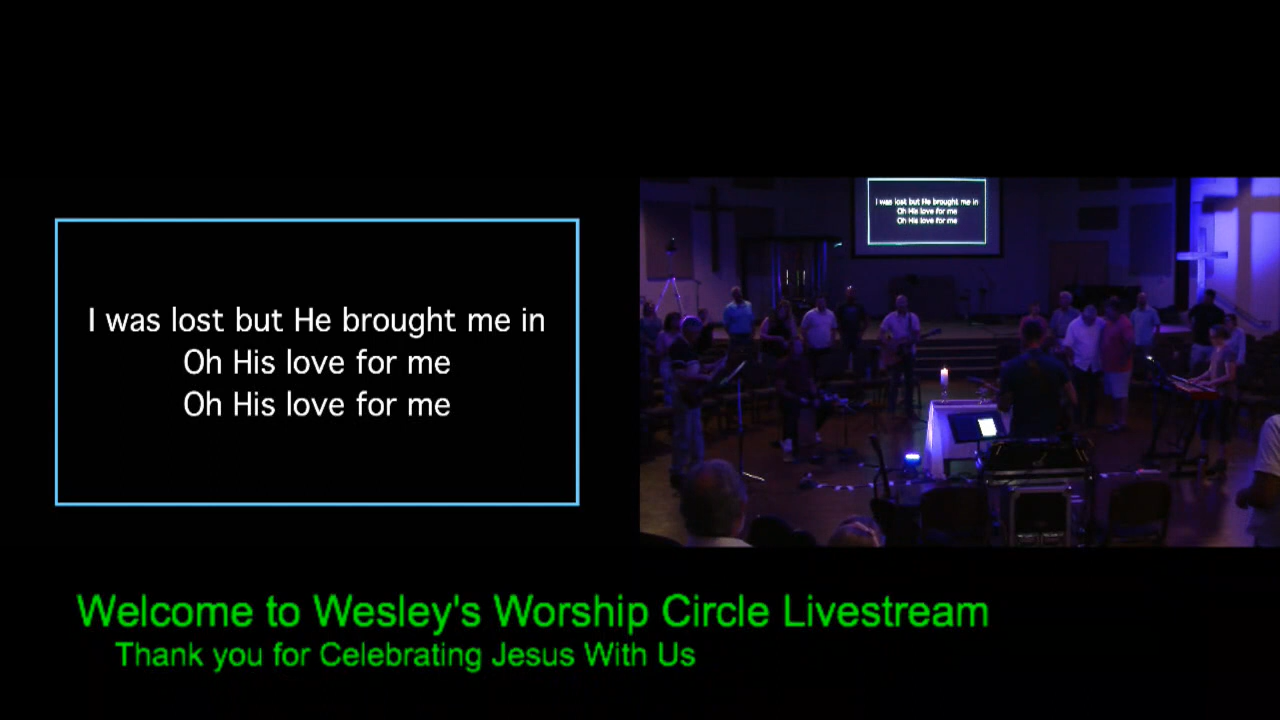 I was lost but He brought me in
Oh His love for me
Oh His love for me
I was lost but He brought me in
Oh His love for me
Oh His love for me
Welcome to Wesley's Worship Circle Livestream
Thank you for Celebrating Jesus With Us